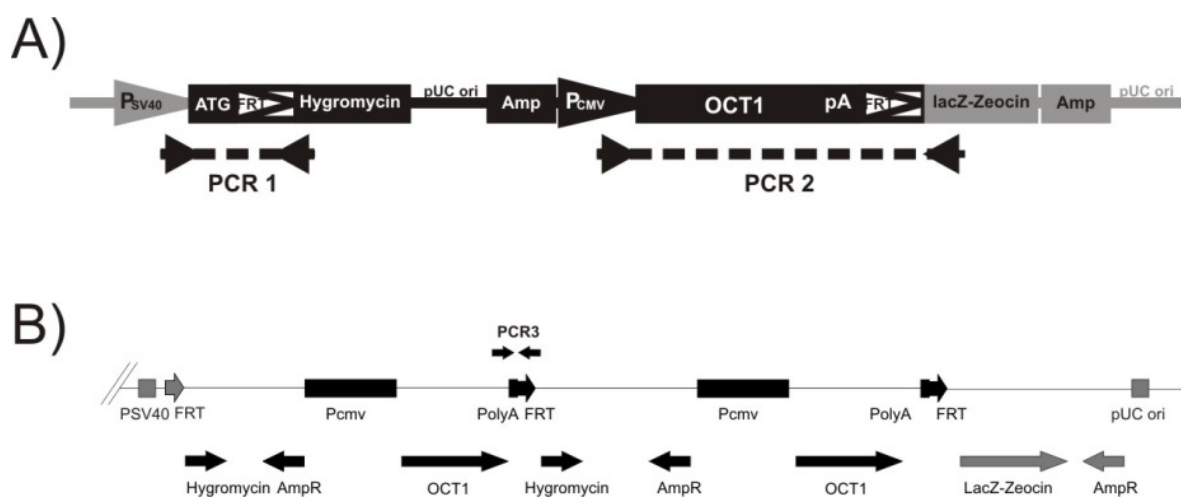 A)
PSV40 ATG FRT Hygromycin pUC ori Amp PCMV OCT1 pA FRT lacZ-Zeocin Amp pUC ori
PCR 1 PCR 2
B)
PCR3
PSV40 FRT Pcmv PolyA FRT Pcmv PolyA FRT pUC ori
Hygromycin AmpR OCT1 Hygromycin AmpR OCT1 LacZ-Zeocin AmpR